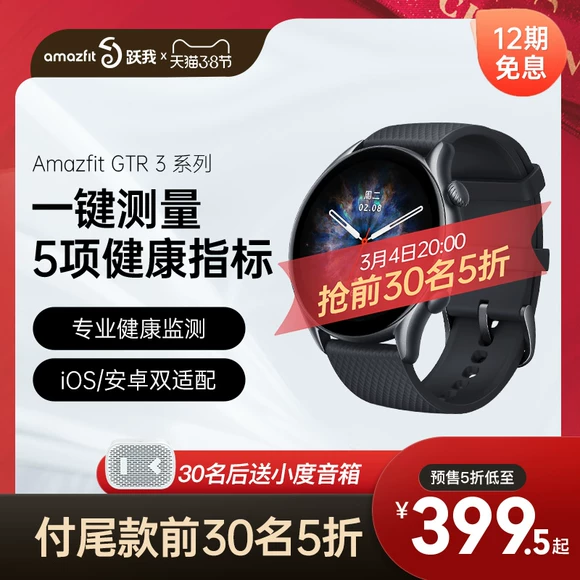 amazfit 跃我 x 天猫3.8节
12期
免息
Amazfit GTR 3 系列
一键测量
5项健康指标
周二
02.08
3月4日20:00
抢前30名5折
专业健康监测
iOS/安卓双适配
30名后送小度音箱
预售5折低至
付尾款前30名5折
¥399.5起